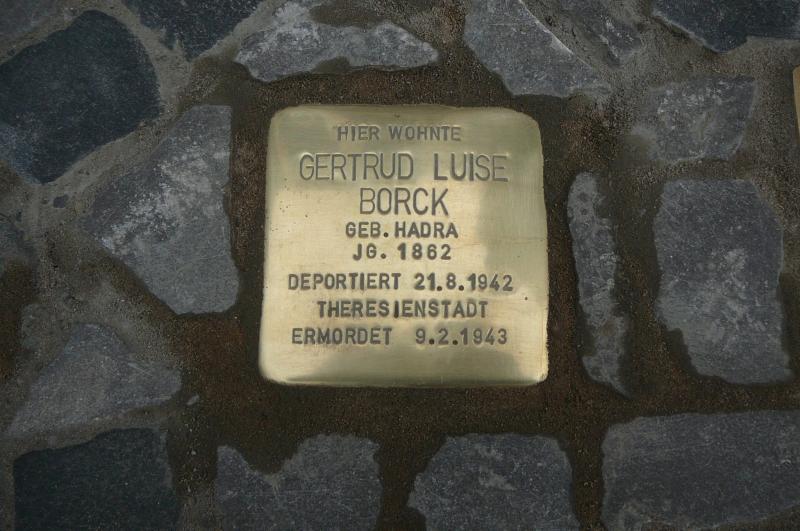 HIER WOHNTE
GERTRUD LUISE
BORCK
GEB. HADRA
JG. 1862
DEPORTIERT 21.8.1942
THERESIENSTADT
ERMORDET 9.2.1943